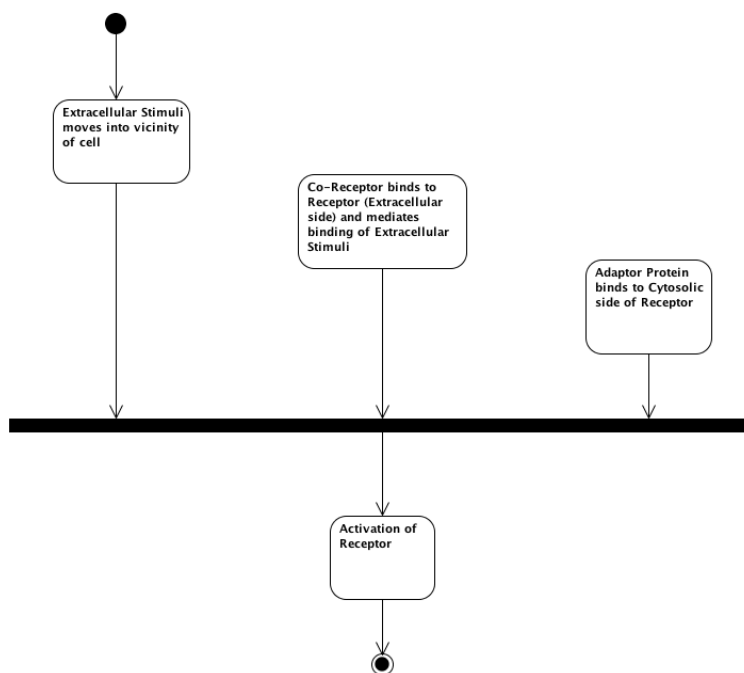 Extracellular Stimuli
moves into vicinity
of cell
Co-Receptor binds to
Receptor (Extracellular
side) and mediates
binding of Extracellular
Stimuli
Adaptor Protein
binds to Cytosolic
side of Receptor
Activation of
Receptor